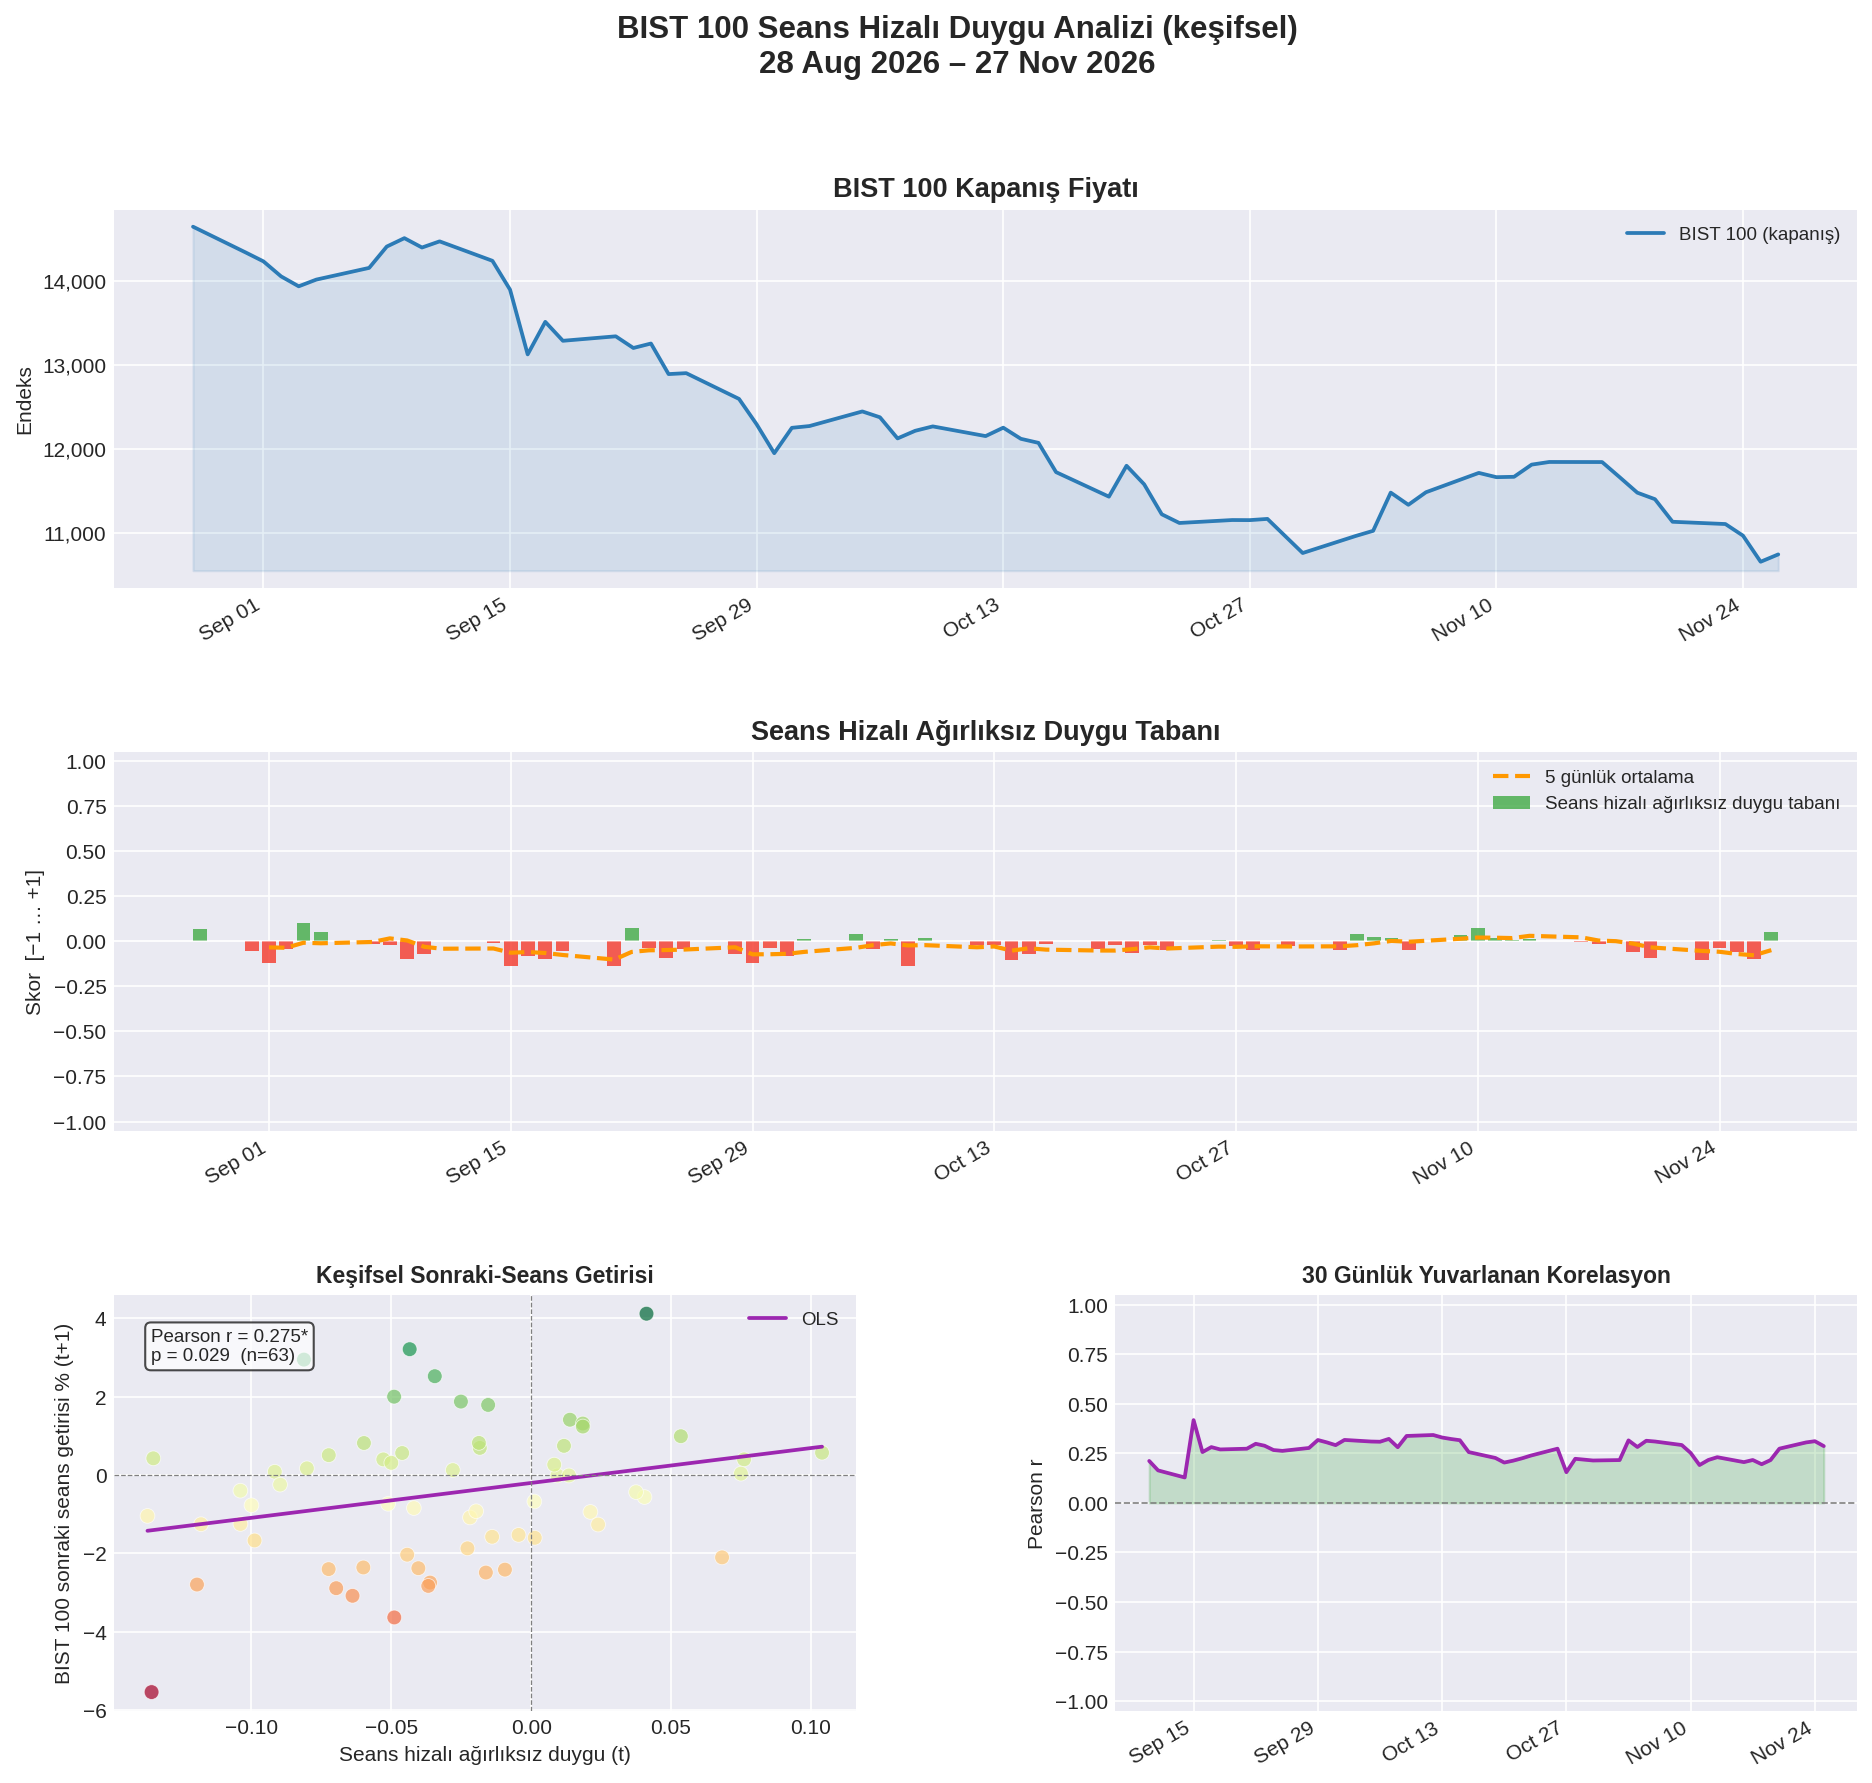 BIST 100 Seans Hizalı Duygu Analizi (keşifsel)
28 Aug 2026 – 27 Nov 2026
BIST 100 Kapanış Fiyatı
BIST 100 (kapanış)
Endeks
14,000
13,000
12,000
11,000
Sep 01
Sep 15
Sep 29
Oct 13
Oct 27
Nov 10
Nov 24
Seans Hizalı Ağırlıksız Duygu Tabanı
5 günlük ortalama
Seans hizalı ağırlıksız duygu tabanı
Skor [−1 … +1]
1.00
0.75
0.50
0.25
0.00
−0.25
−0.50
−0.75
−1.00
Sep 01
Sep 15
Sep 29
Oct 13
Oct 27
Nov 10
Nov 24
Keşifsel Sonraki-Seans Getirisi
Pearson r = 0.275*
p = 0.029 (n=63)
OLS
BIST 100 sonraki seans getirisi % (t+1)
4
2
0
−2
−4
−6
−0.10
−0.05
0.00
0.05
0.10
Seans hizalı ağırlıksız duygu (t)
30 Günlük Yuvarlanan Korelasyon
Pearson r
1.00
0.75
0.50
0.25
0.00
−0.25
−0.50
−0.75
−1.00
Sep 15
Sep 29
Oct 13
Oct 27
Nov 10
Nov 24